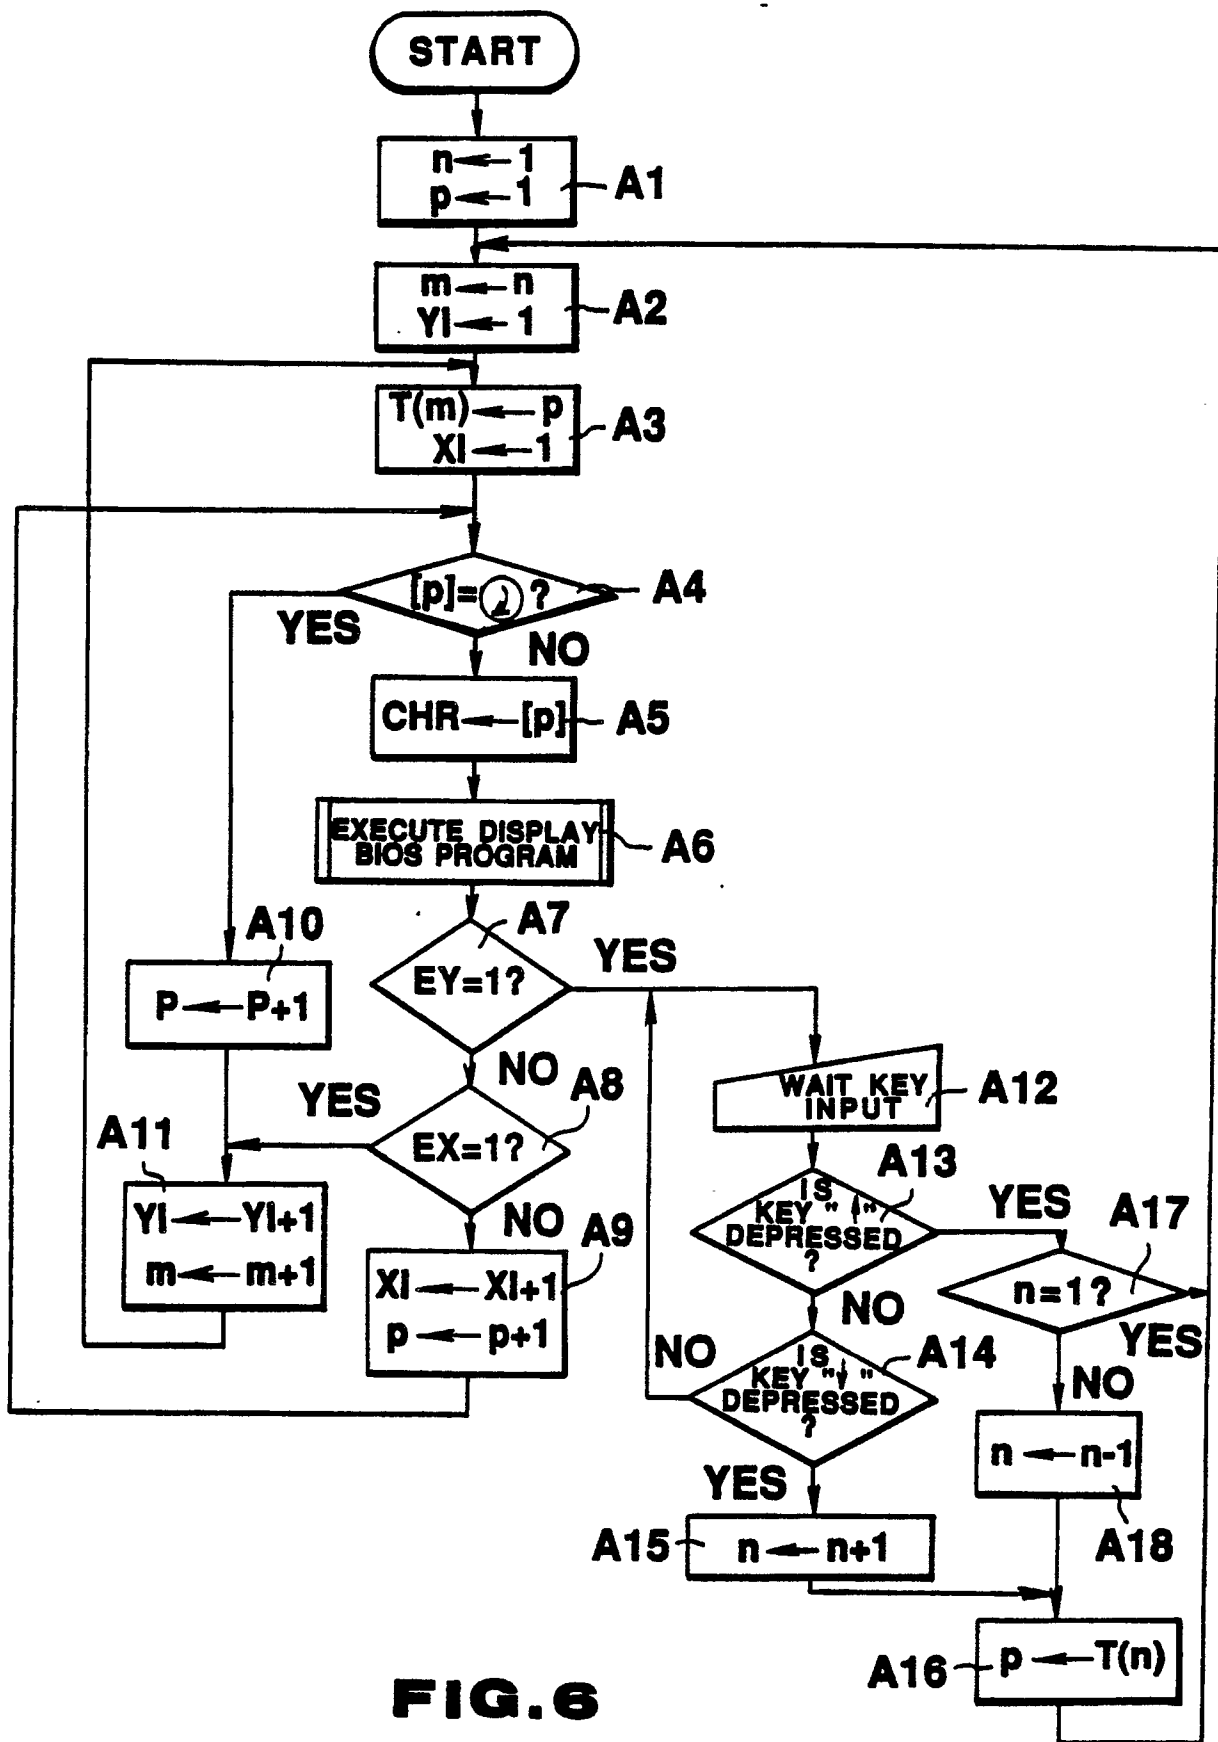 START
n ← 1
p ← 1
A1
m ← n
Yi ← 1
A2
T(m) ← p
Xi ← 1
A3
[p]=⤶ ?
A4
YES
NO
CHR ← [p]
A5
EXECUTE DISPLAY
BIOS PROGRAM
A6
A7
EY=1?
YES
NO
A10
P ← P+1
A8
EX=1?
YES
NO
A11
Yi ← Yi+1
m ← m+1
A9
Xi ← Xi+1
p ← p+1
WAIT KEY
INPUT
A12
A13
IS
KEY "↑"
DEPRESSED
?
YES
NO
A17
n=1?
YES
NO
A14
IS
KEY "↓"
DEPRESSED
?
NO
YES
n ← n-1
A18
A15
n ← n+1
A16
p ← T(n)
FIG.6